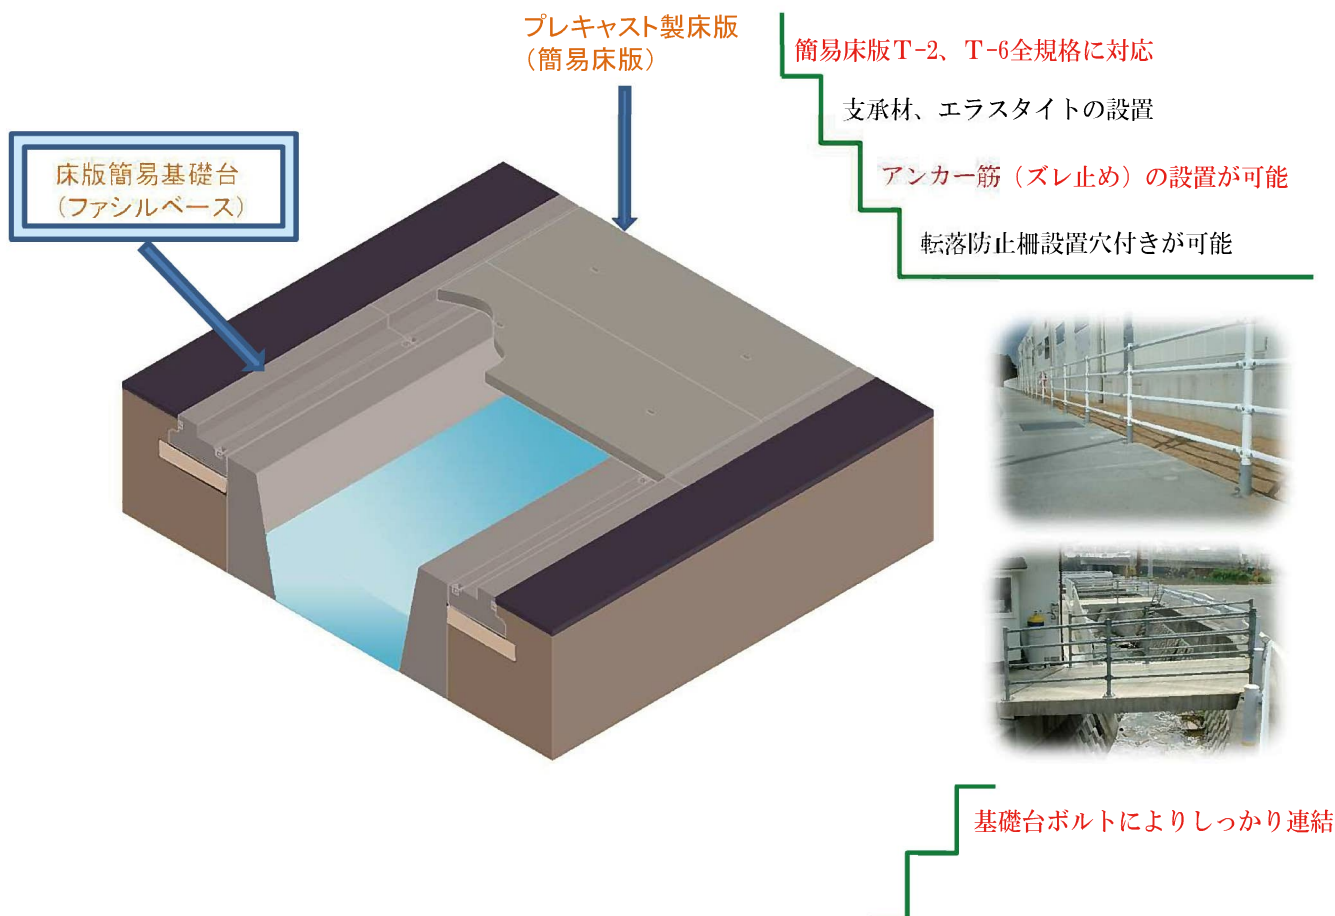 プレキャスト製床版
（簡易床版）
簡易床版T-2、T-6全規格に対応
支承材、エラスタイトの設置
床版簡易基礎台
（ファシルベース）
アンカー筋（ズレ止め）の設置が可能
転落防止柵設置穴付きが可能
基礎台ボルトによりしっかり連結